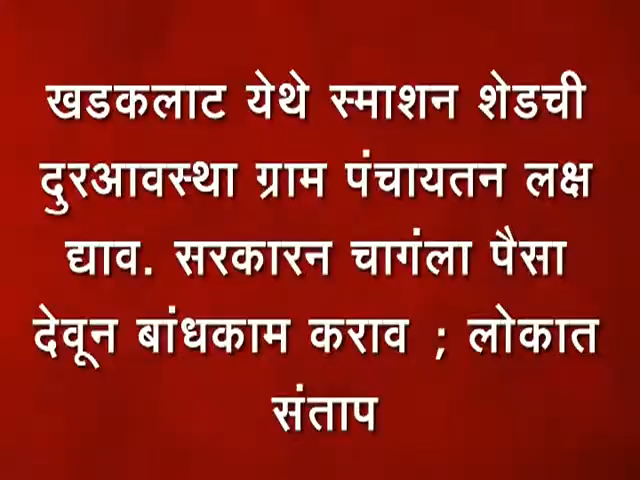 खडकलाट येथे स्माशन शेडची
दुरआवस्था ग्राम पंचायतन लक्ष
द्याव. सरकारन चागंला पैसा
देवून बांधकाम कराव ; लोकात
संताप